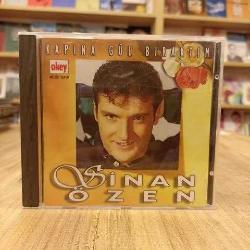 KAPINA GÜL BIRAKTIM
okey
SİNAN
ÖZEN